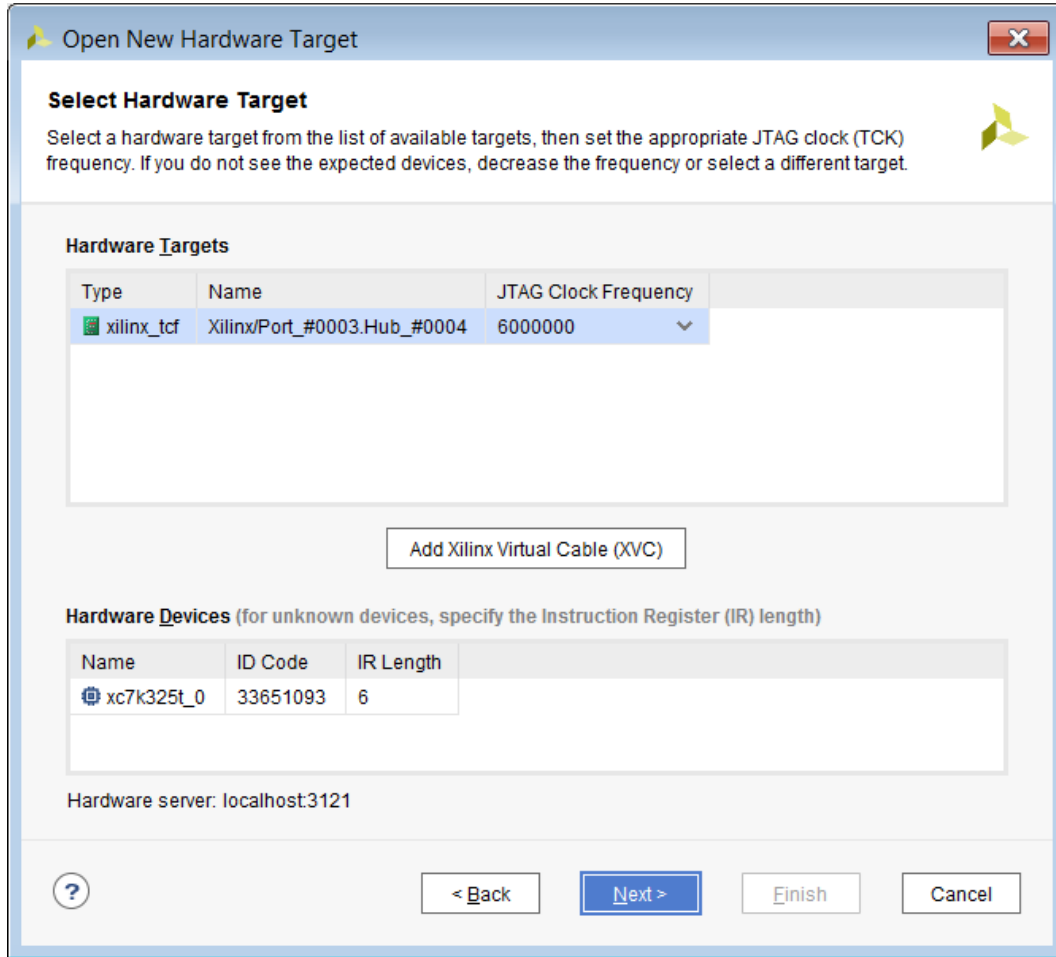 Open New Hardware Target
Select Hardware Target
Select a hardware target from the list of available targets, then set the appropriate JTAG clock (TCK)
frequency. If you do not see the expected devices, decrease the frequency or select a different target.
Hardware Targets
Type Name JTAG Clock Frequency
xilinx_tcf Xilinx/Port_#0003.Hub_#0004 6000000
Add Xilinx Virtual Cable (XVC)
Hardware Devices (for unknown devices, specify the Instruction Register (IR) length)
Name ID Code IR Length
xc7k325t_0 33651093 6
Hardware server: localhost:3121
? < Back Next > Finish Cancel